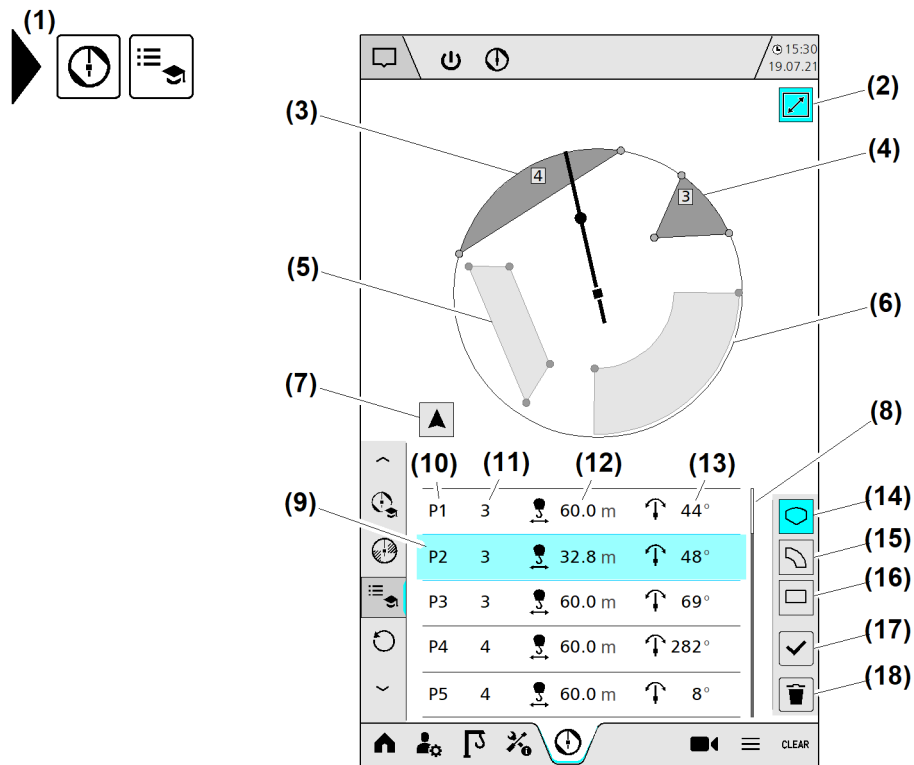 (1)
15:30
19.07.21
(2)
(3)
(4)
4
3
(5)
(6)
(7)
(8)
(10) (11) (12) (13)
(9)
P1 3 60.0 m 44°
P2 3 32.8 m 48°
P3 3 60.0 m 69°
P4 4 60.0 m 282°
P5 4 60.0 m 8°
(14)
(15)
(16)
(17)
(18)
CLEAR